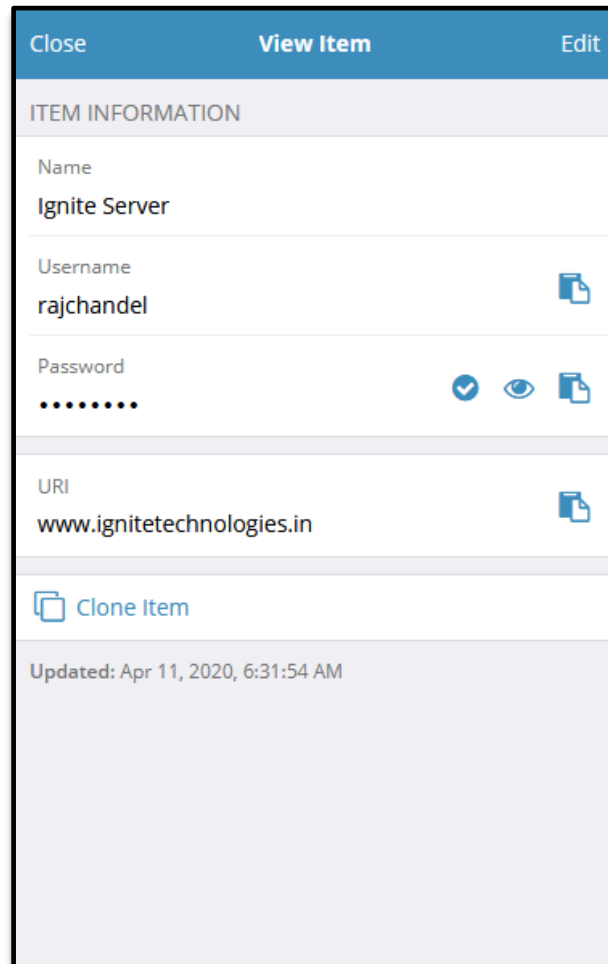 Close View Item Edit
ITEM INFORMATION
Name
Ignite Server
Username
rajchandel
Password
••••••••
URI
www.ignitetechnologies.in
Clone Item
Updated: Apr 11, 2020, 6:31:54 AM